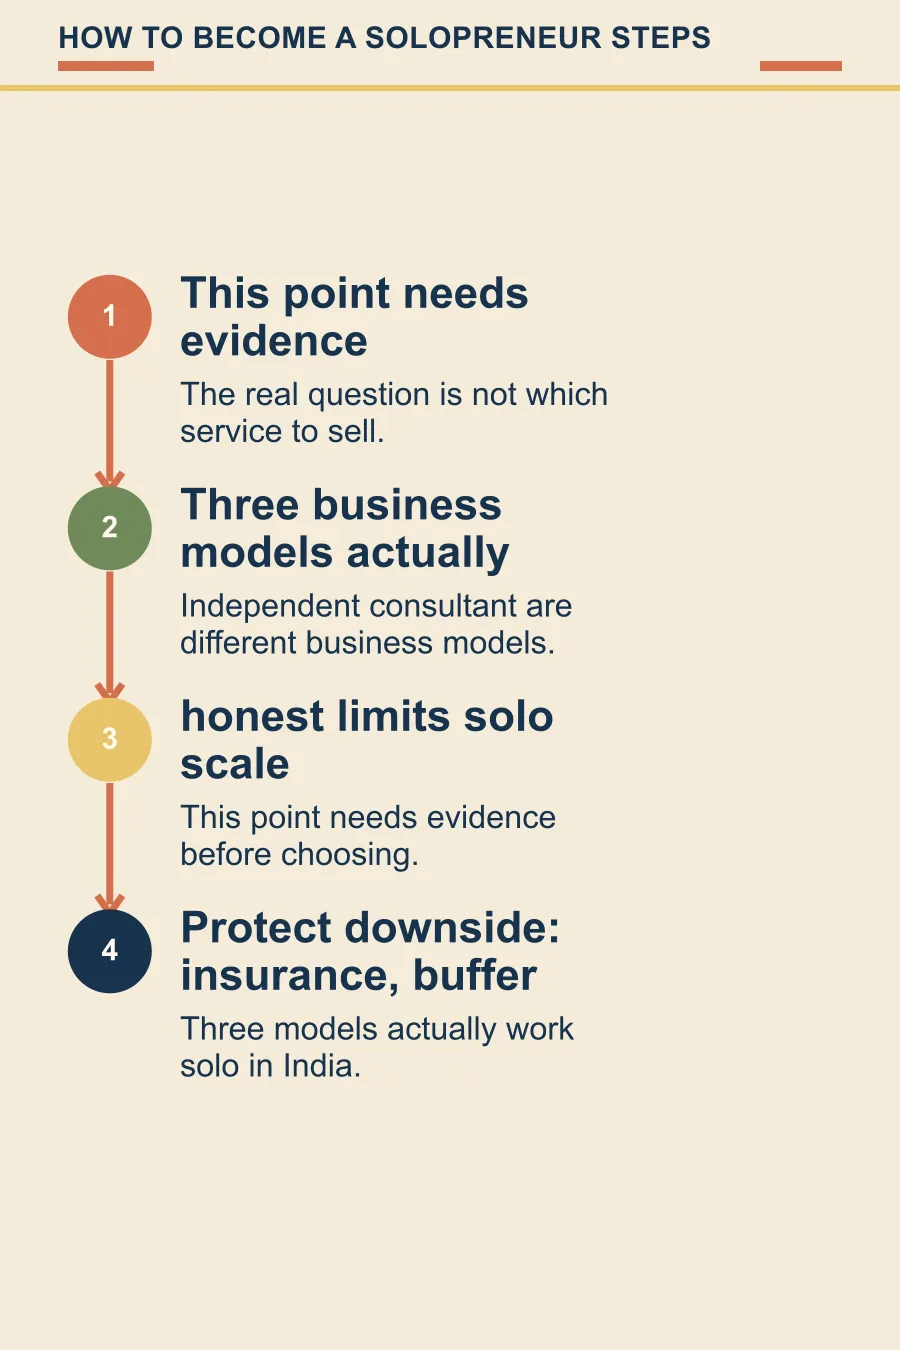 HOW TO BECOME A SOLOPRENEUR STEPS
1
This point needs
evidence
The real question is not which
service to sell.
2
Three business
models actually
Independent consultant are
different business models.
3
honest limits solo
scale
This point needs evidence
before choosing.
4
Protect downside:
insurance, buffer
Three models actually work
solo in India.